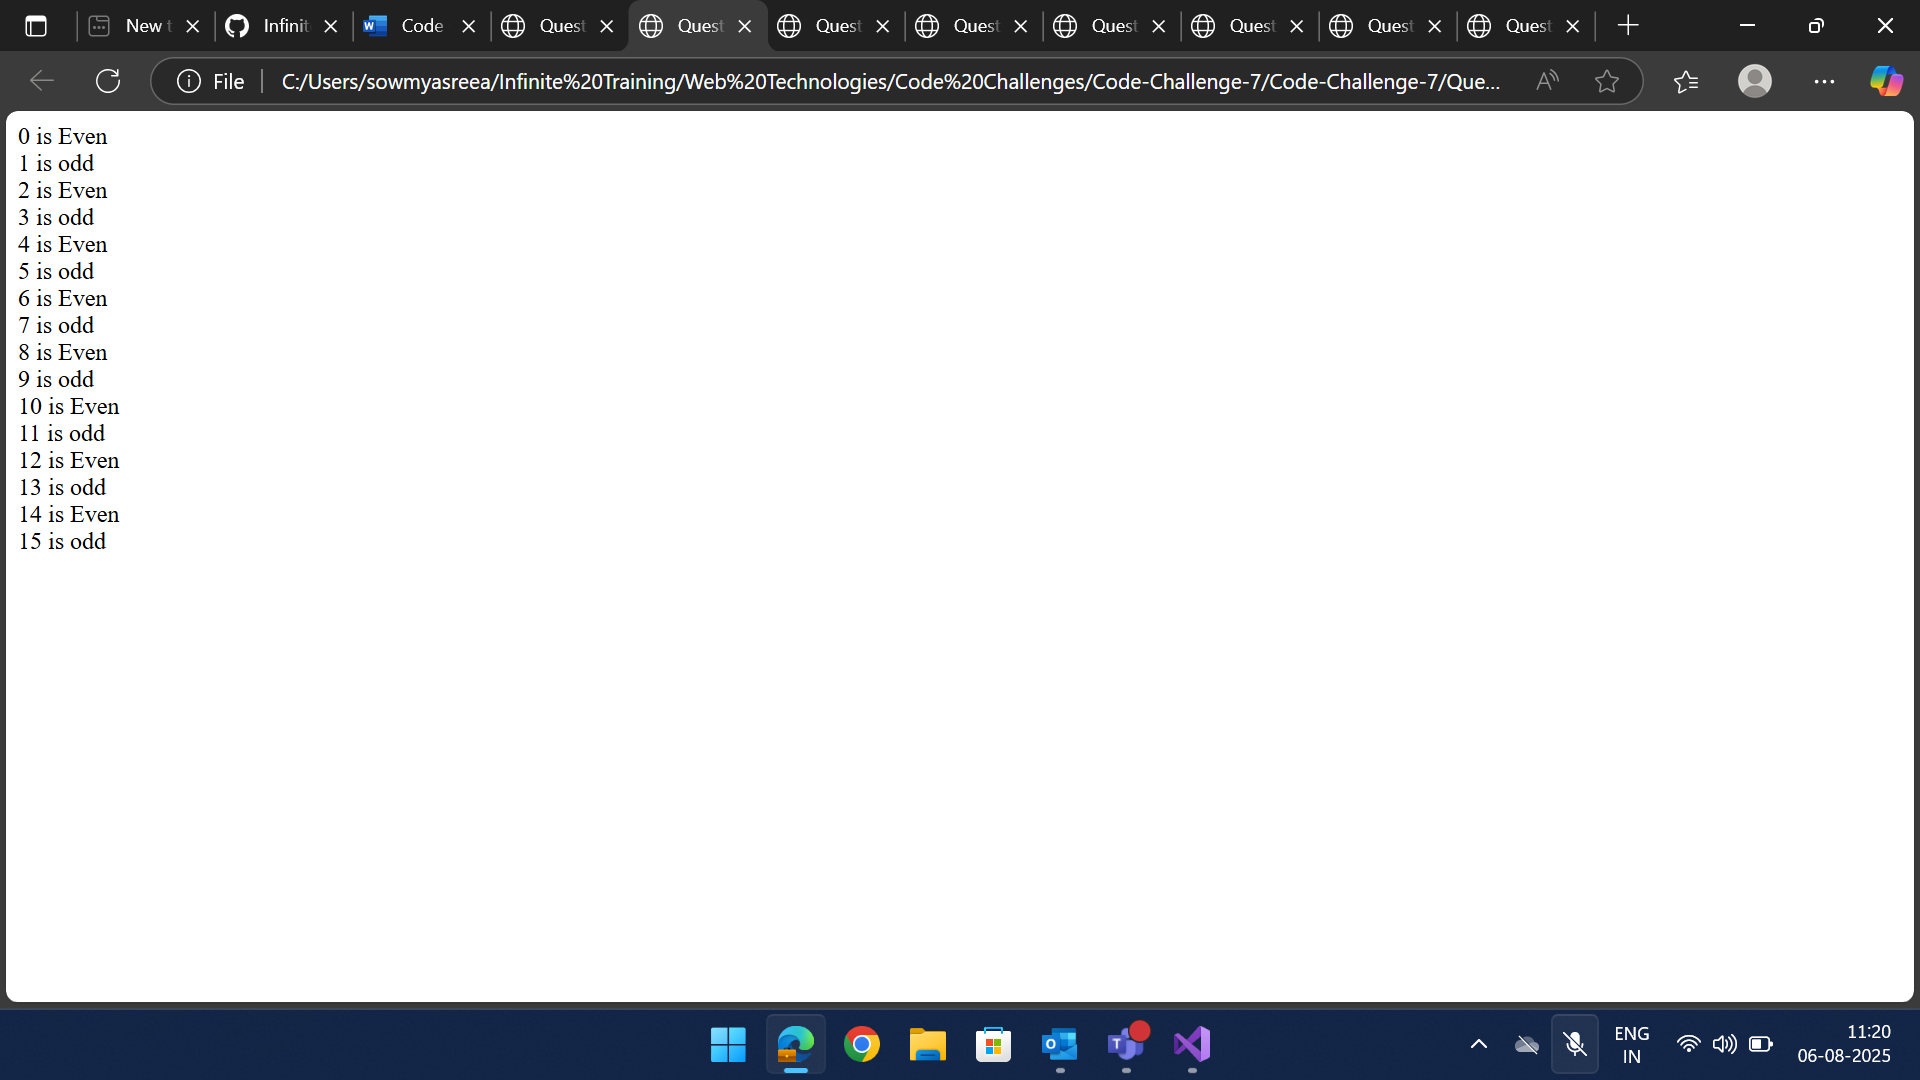 New t
Infinit
Code
Quest
Quest
Quest
Quest
Quest
Quest
Quest
Quest
File
C:/Users/sowmyasreea/Infinite%20Training/Web%20Technologies/Code%20Challenges/Code-Challenge-7/Code-Challenge-7/Que...
0 is Even
1 is odd
2 is Even
3 is odd
4 is Even
5 is odd
6 is Even
7 is odd
8 is Even
9 is odd
10 is Even
11 is odd
12 is Even
13 is odd
14 is Even
15 is odd
ENG
IN
11:20
06-08-2025